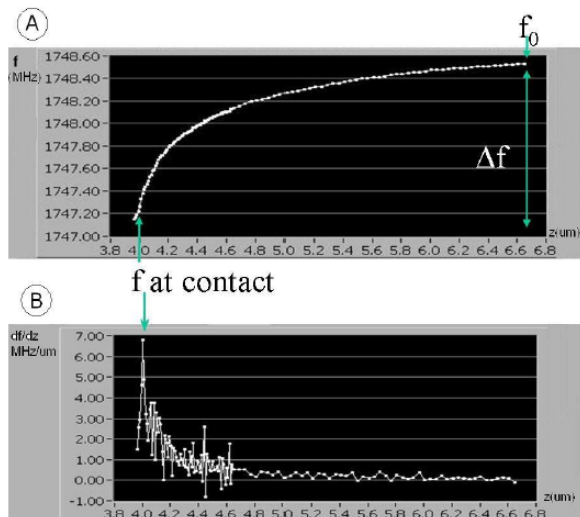 A
f₀
f
(MHz)
1748.60
1748.40
1748.20
1748.00
1747.80
1747.60
1747.40
1747.20
1747.00
Δf
z(um)
3.8 4.0 4.2 4.4 4.6 4.8 5.0 5.2 5.4 5.6 5.8 6.0 6.2 6.4 6.6 6.8
f at contact
B
df/dz
MHz/um
7.00
6.00
5.00
4.00
3.00
2.00
1.00
0.00
-1.00
z(um)
3.8 4.0 4.2 4.4 4.6 4.8 5.0 5.2 5.4 5.6 5.8 6.0 6.2 6.4 6.6 6.8